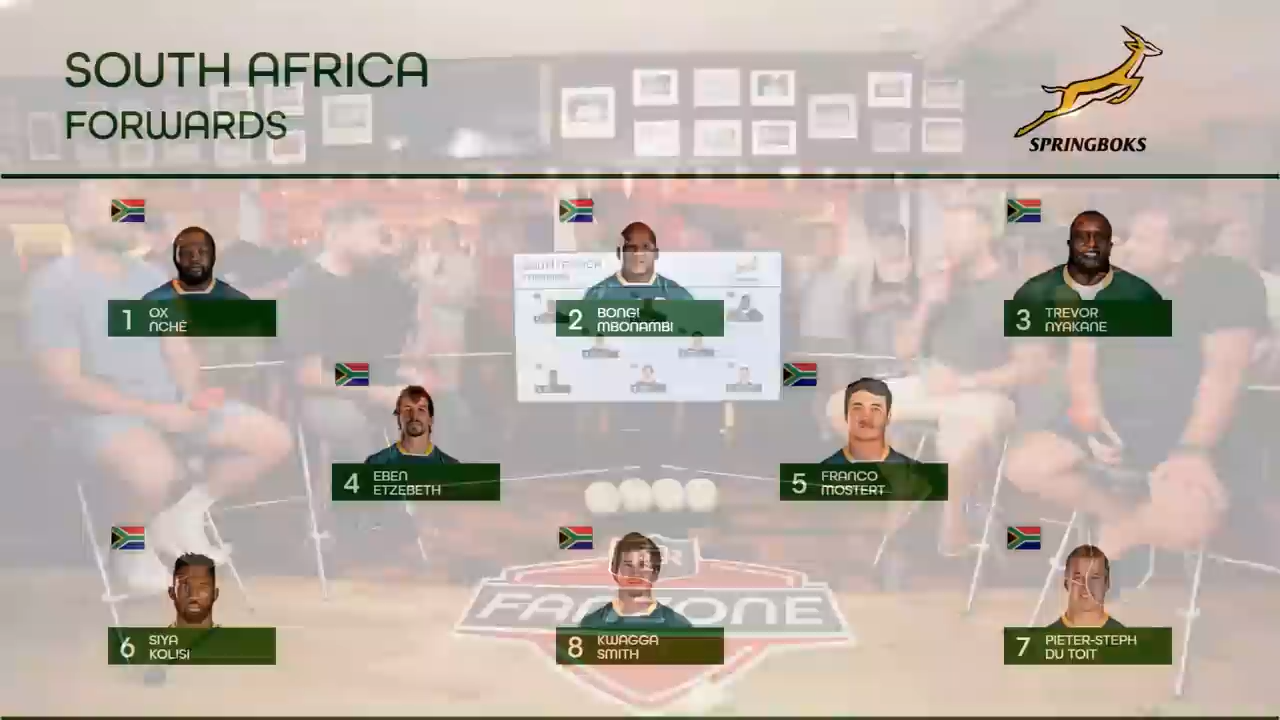 SOUTH AFRICA
FORWARDS
SPRINGBOKS
1 OX
NCHÉ
2 BONGI
MBONAMBI
3 TREVOR
NYAKANE
4 EBEN
ETZEBETH
5 FRANCO
MOSTERT
6 SIYA
KOLISI
8 KWAGGA
SMITH
7 PIETER-STEPH
DU TOIT
FANZONE